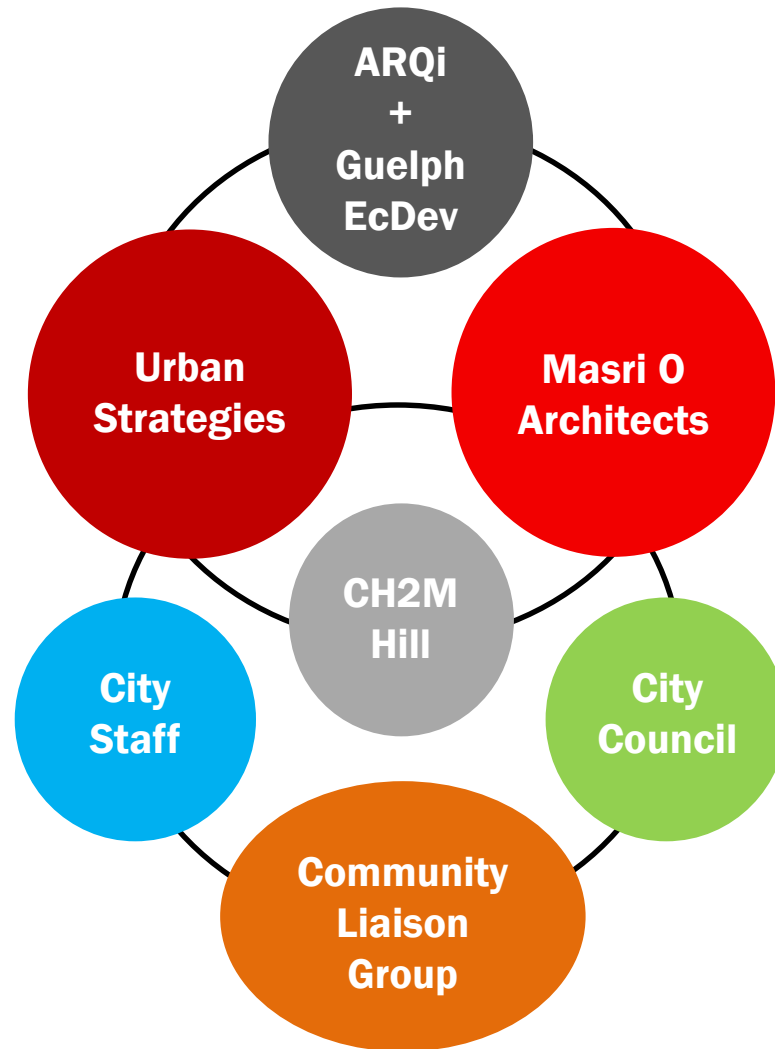 ARQi
+
Guelph
EcDev
Urban
Strategies
Masri O
Architects
CH2M
Hill
City
Staff
City
Council
Community
Liaison
Group